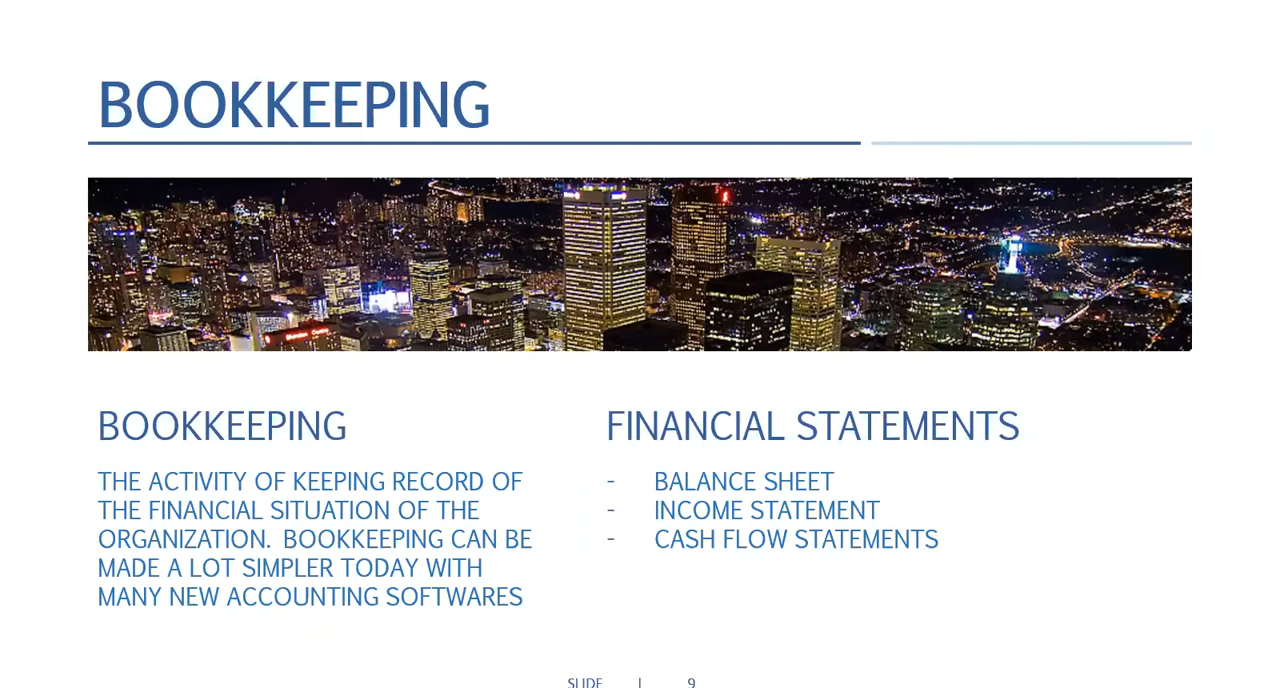 BOOKKEEPING
BOOKKEEPING
THE ACTIVITY OF KEEPING RECORD OF
THE FINANCIAL SITUATION OF THE
ORGANIZATION.  BOOKKEEPING CAN BE
MADE A LOT SIMPLER TODAY WITH
MANY NEW ACCOUNTING SOFTWARES
FINANCIAL STATEMENTS
- BALANCE SHEET
- INCOME STATEMENT
- CASH FLOW STATEMENTS
SLIDE | 9